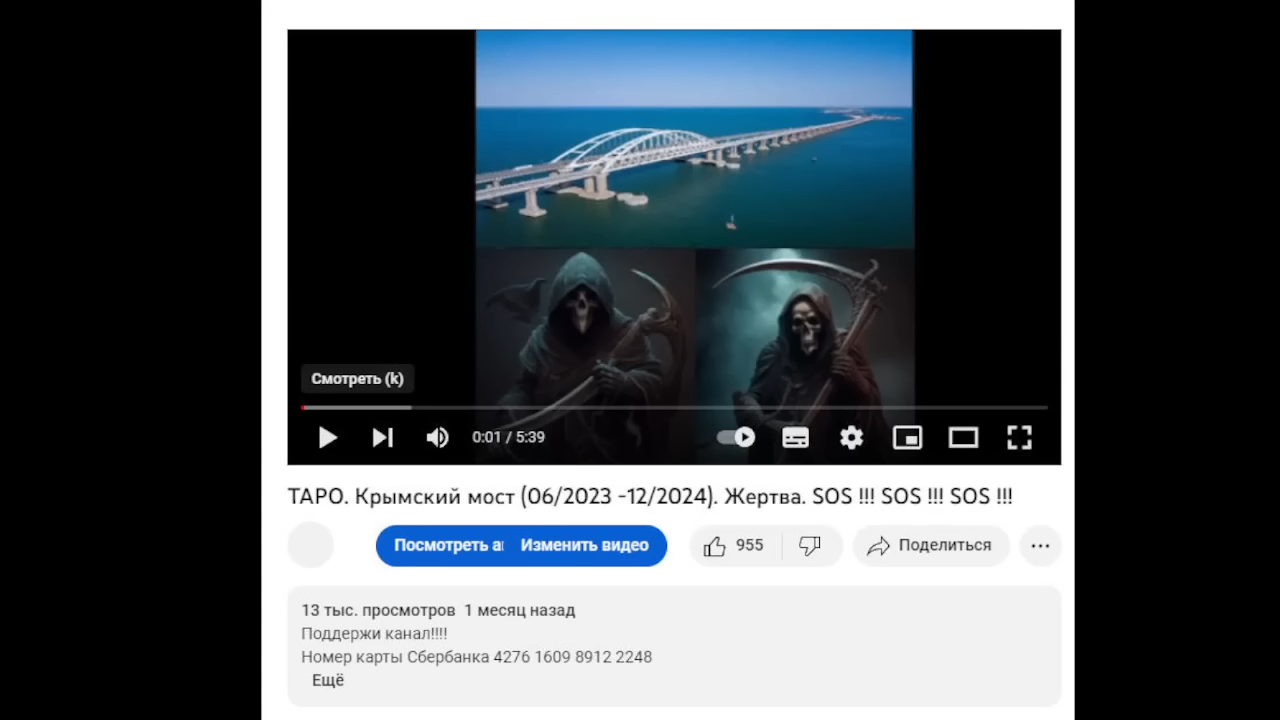 Смотреть (k)
0:01 / 5:39
ТАРО. Крымский мост (06/2023 -12/2024). Жертва. SOS !!! SOS !!! SOS !!!
Посмотреть а Изменить видео 955 Поделиться
13 тыс. просмотров 1 месяц назад
Поддержи канал!!!!
Номер карты Сбербанка 4276 1609 8912 2248
Ещё